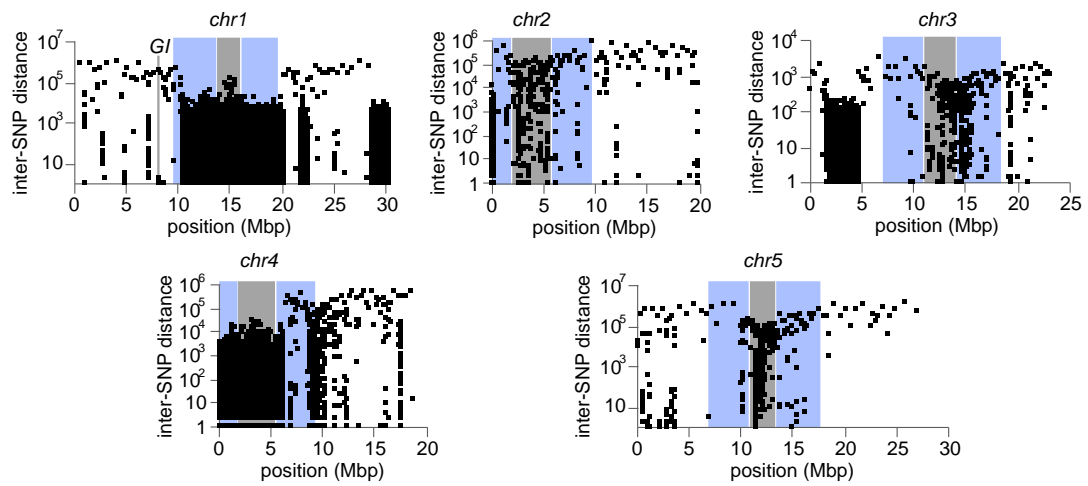 chr1
inter-SNP distance
10^7
10^5
10^3
10
GI
0 5 10 15 20 25 30
position (Mbp)
chr2
inter-SNP distance
10^6
10^5
10^4
10^3
10^2
10
1
0 5 10 15 20
position (Mbp)
chr3
inter-SNP distance
10^4
10^3
10^2
10
1
0 5 10 15 20 25
position (Mbp)
chr4
inter-SNP distance
10^6
10^5
10^4
10^3
10^2
10
1
0 5 10 15 20
position (Mbp)
chr5
inter-SNP distance
10^7
10^5
10^3
10
0 5 10 15 20 30
position (Mbp)